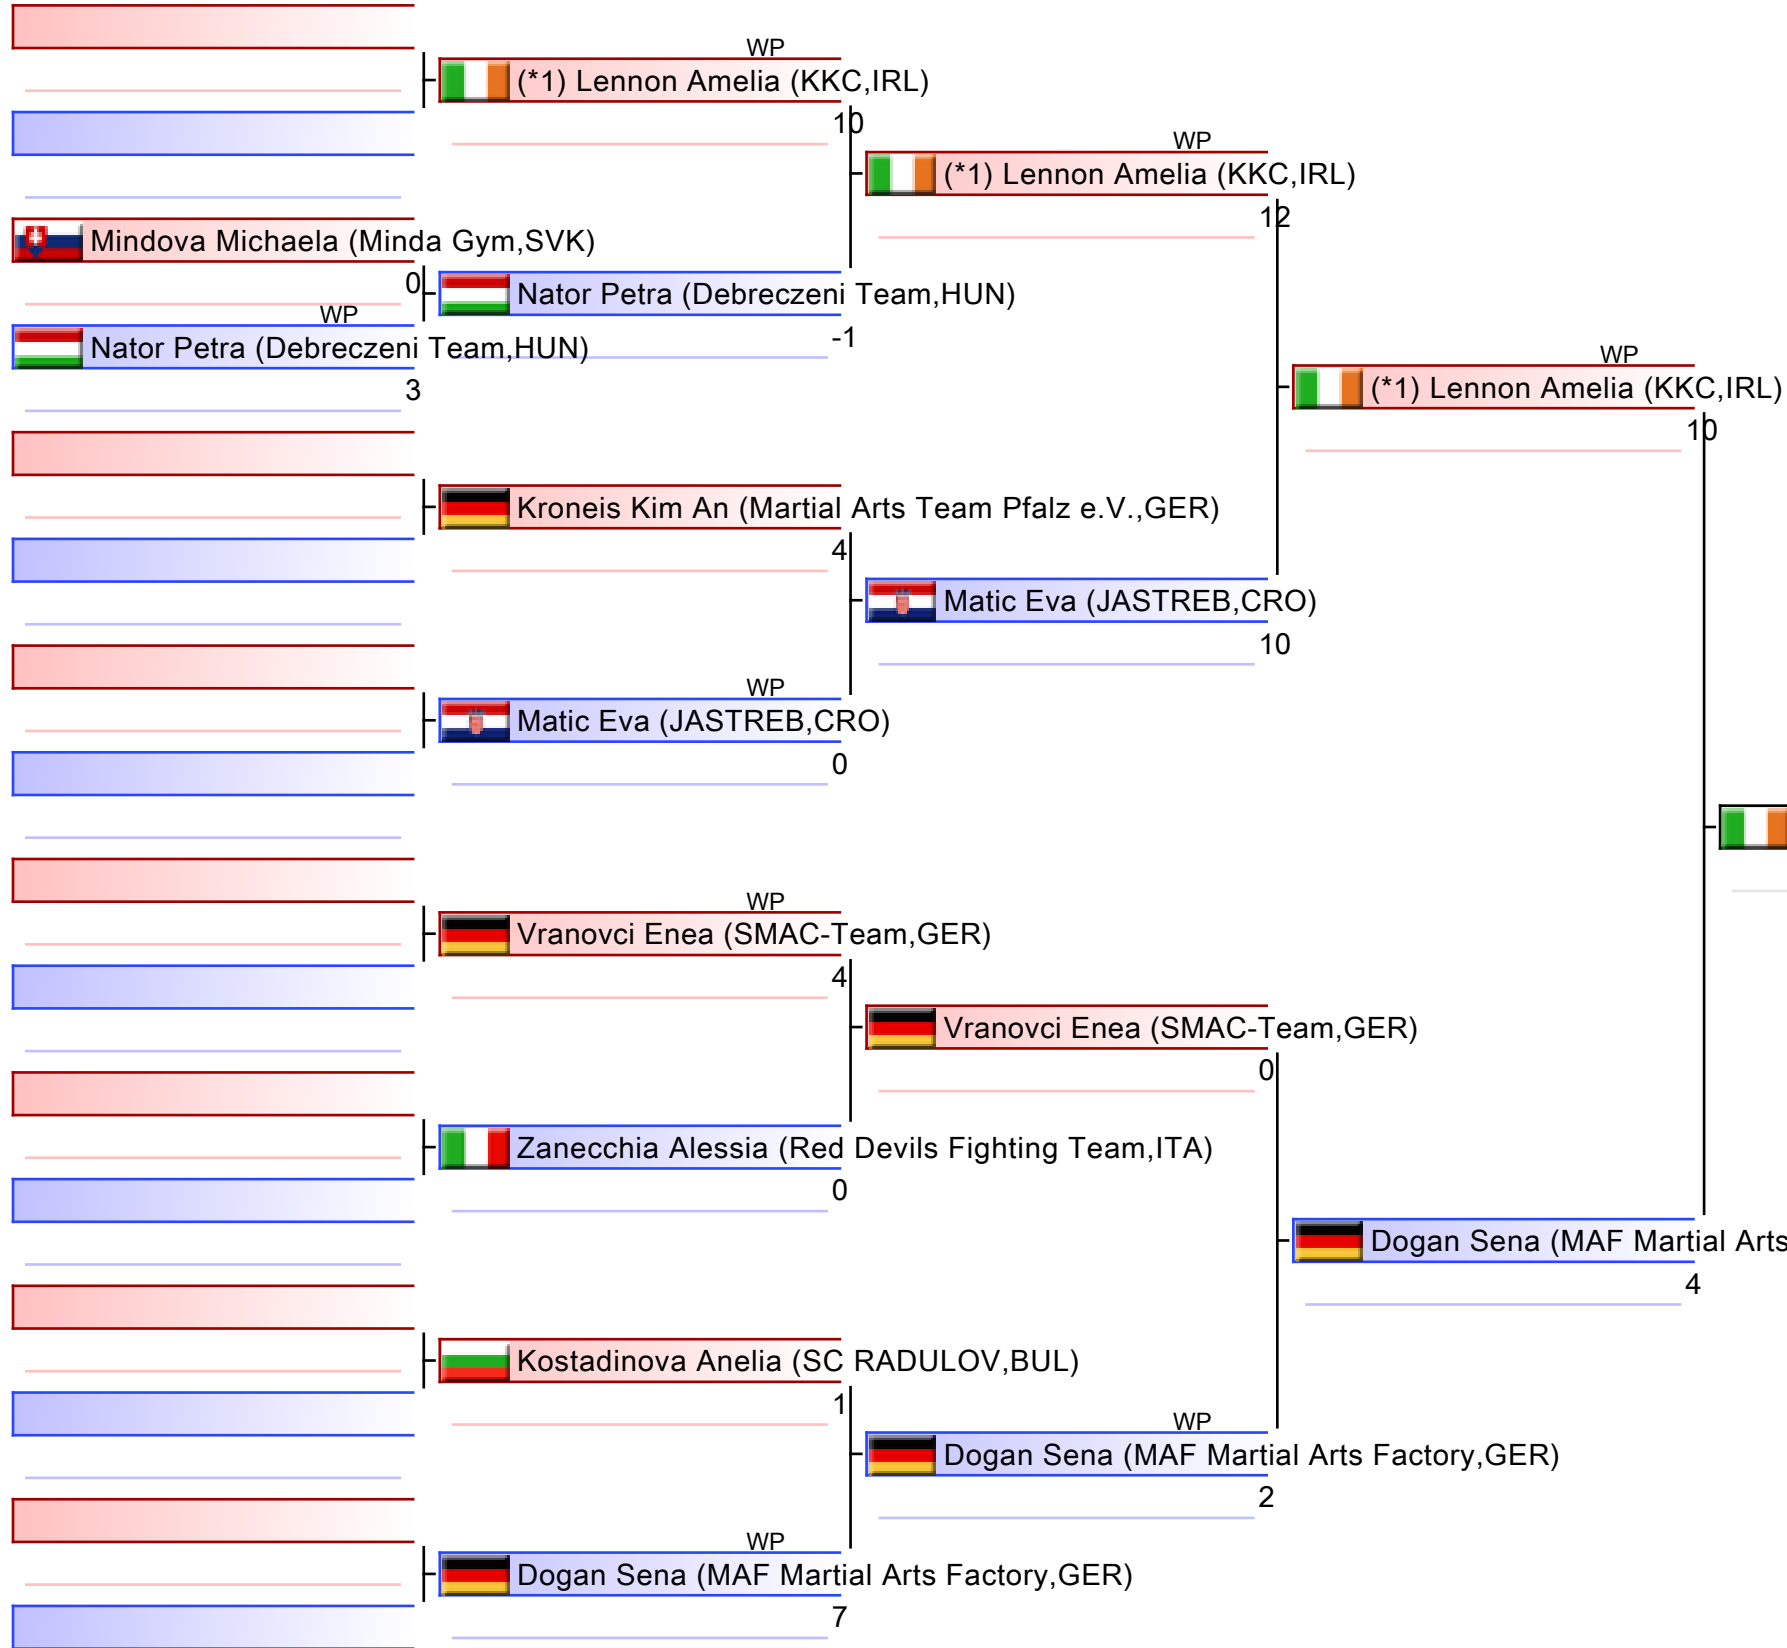 WP
(*1) Lennon Amelia (KKC,IRL)
10
WP
(*1) Lennon Amelia (KKC,IRL)
12
Mindova Michaela (Minda Gym,SVK)
0
Nator Petra (Debreczeni Team,HUN)
-1
WP
Nator Petra (Debreczeni Team,HUN)
3
WP
(*1) Lennon Amelia (KKC,IRL)
10
Kroneis Kim An (Martial Arts Team Pfalz e.V.,GER)
4
Matic Eva (JASTREB,CRO)
10
WP
Matic Eva (JASTREB,CRO)
0
WP
Vranovci Enea (SMAC-Team,GER)
4
Vranovci Enea (SMAC-Team,GER)
0
Zanecchia Alessia (Red Devils Fighting Team,ITA)
0
Dogan Sena (MAF Martial Arts
4
Kostadinova Anelia (SC RADULOV,BUL)
1
WP
Dogan Sena (MAF Martial Arts Factory,GER)
2
WP
Dogan Sena (MAF Martial Arts Factory,GER)
7